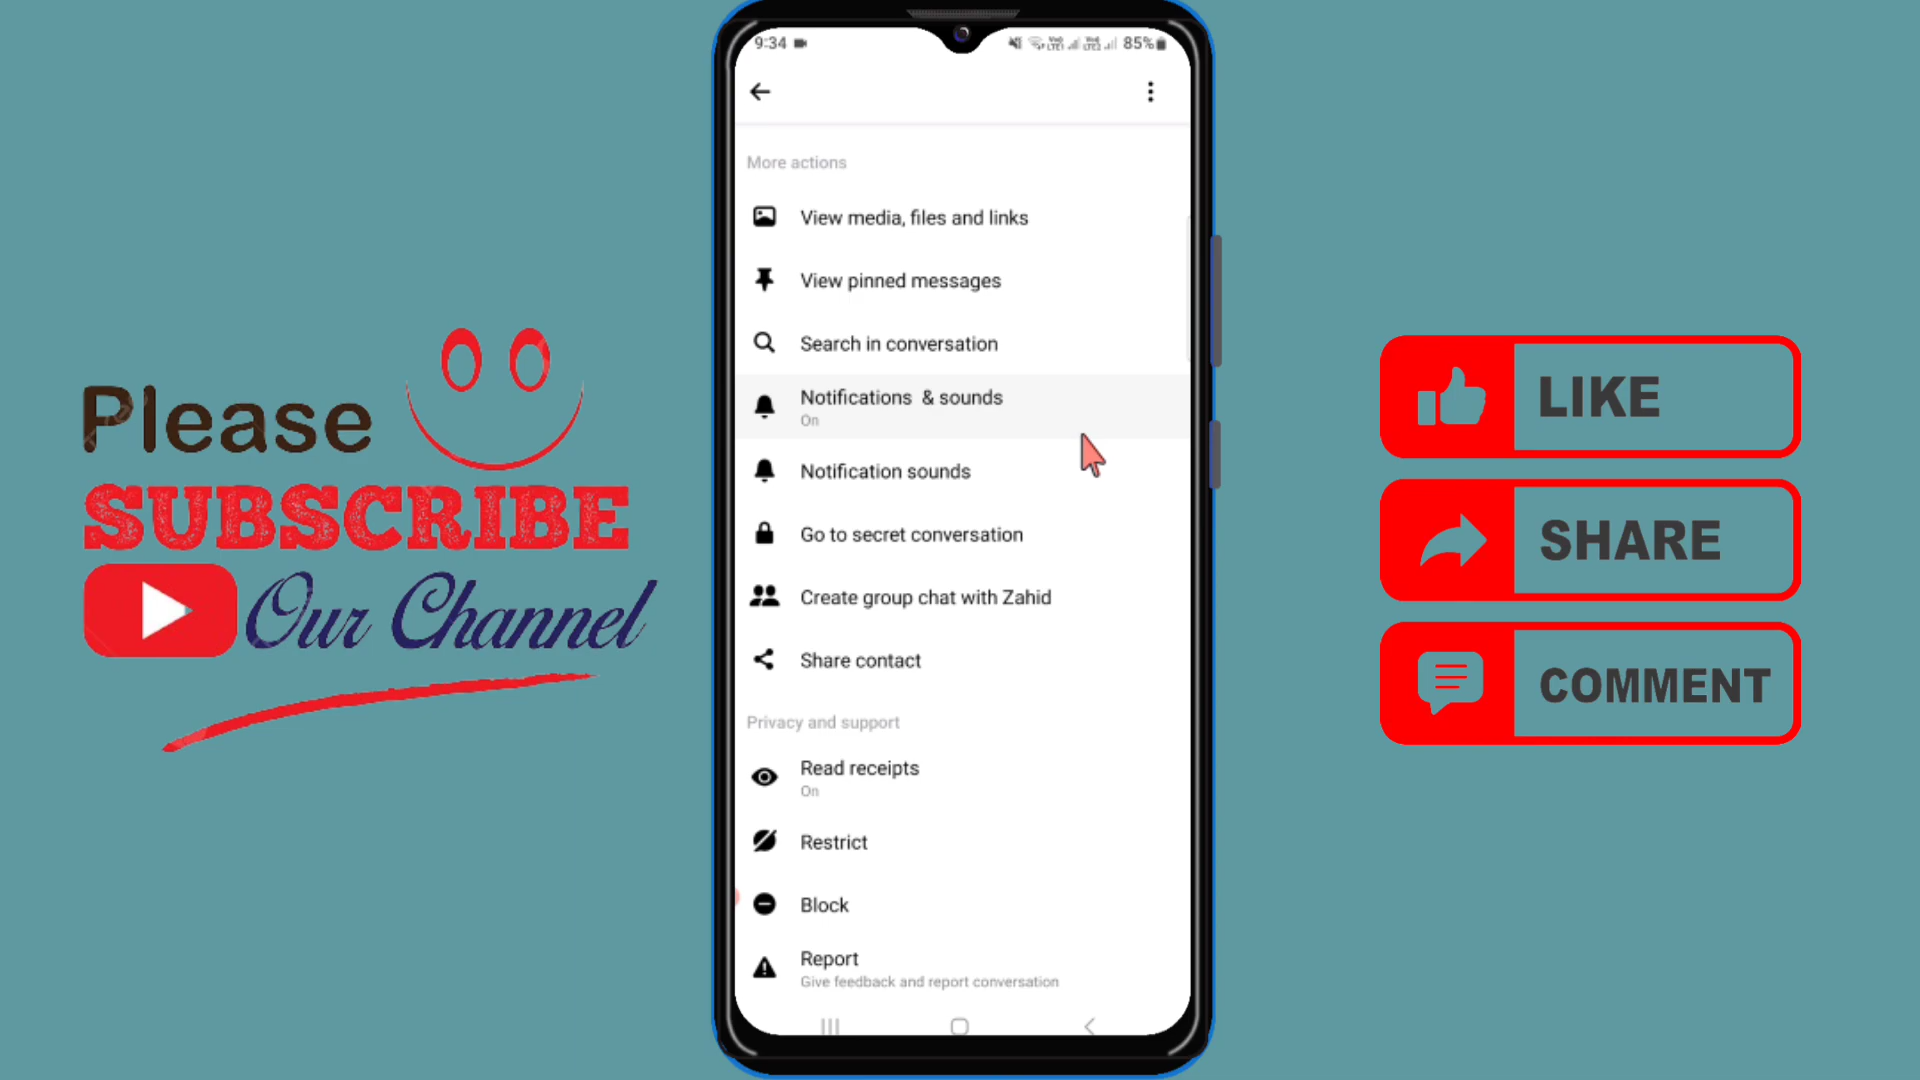 9:34
85%
More actions
View media, files and links
View pinned messages
Search in conversation
Notifications & sounds
On
Notification sounds
Go to secret conversation
Create group chat with Zahid
Share contact
Privacy and support
Read receipts
On
Restrict
Block
Report
Give feedback and report conversation
Please
SUBSCRIBE
Our Channel
LIKE
SHARE
COMMENT